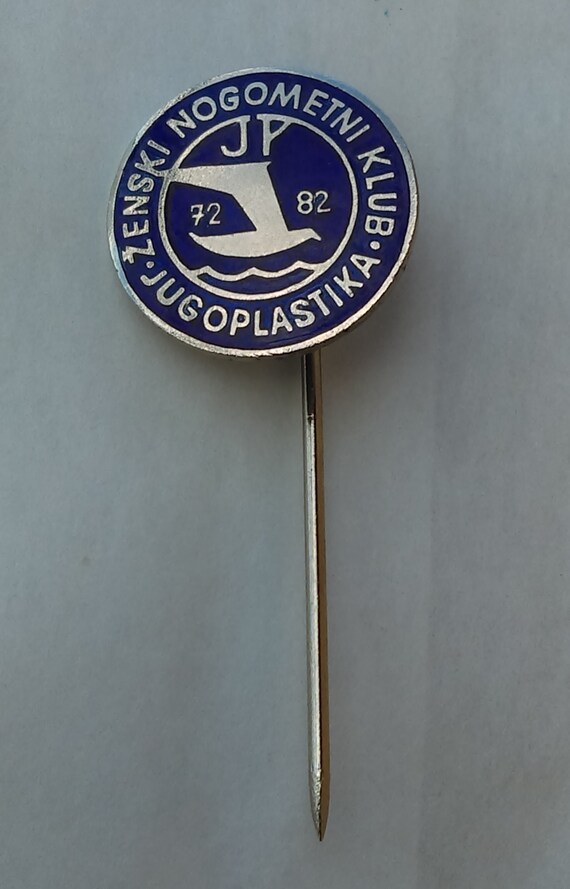 ŽENSKI NOGOMETNI KLUB
· JUGOPLASTIKA ·
JP
72 82